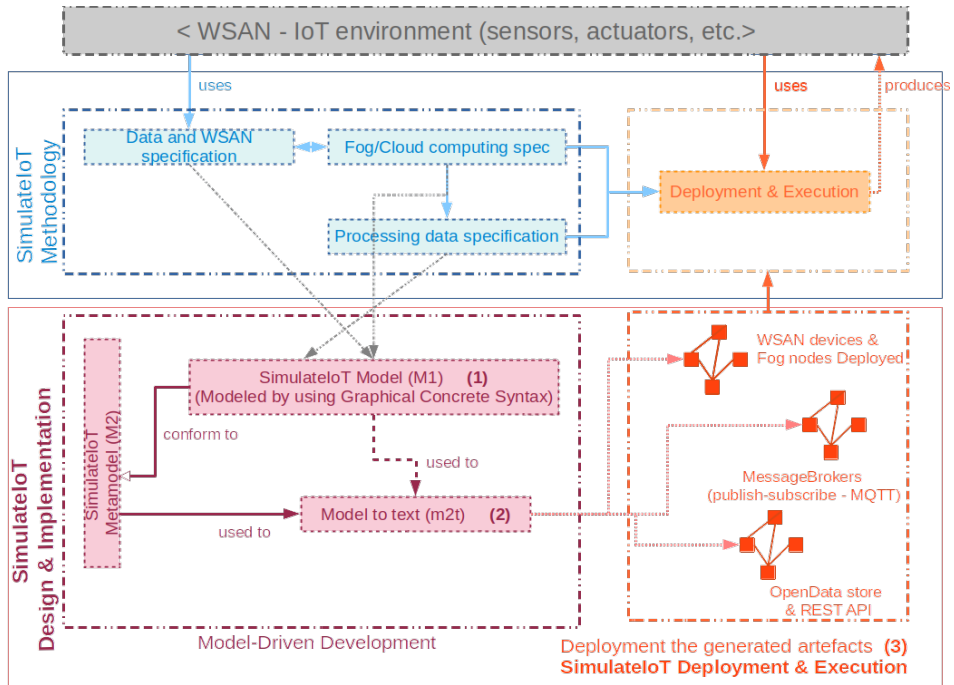 < WSAN - IoT environment (sensors, actuators, etc.>
uses
uses
produces
SimulateIoT
Methodology
Data and WSAN
specification
Fog/Cloud computing spec
Processing data specification
Deployment & Execution
SimulateIoT
Design & Implementation
SimulateIoT
Metamodel (M2)
SimulateIoT Model (M1) (1)
(Modeled by using Graphical Concrete Syntax)
conform to
used to
used to
Model to text (m2t) (2)
Model-Driven Development
WSAN devices &
Fog nodes Deployed
MessageBrokers
(publish-subscribe - MQTT)
OpenData store
& REST API
Deployment the generated artefacts (3)
SimulateIoT Deployment & Execution